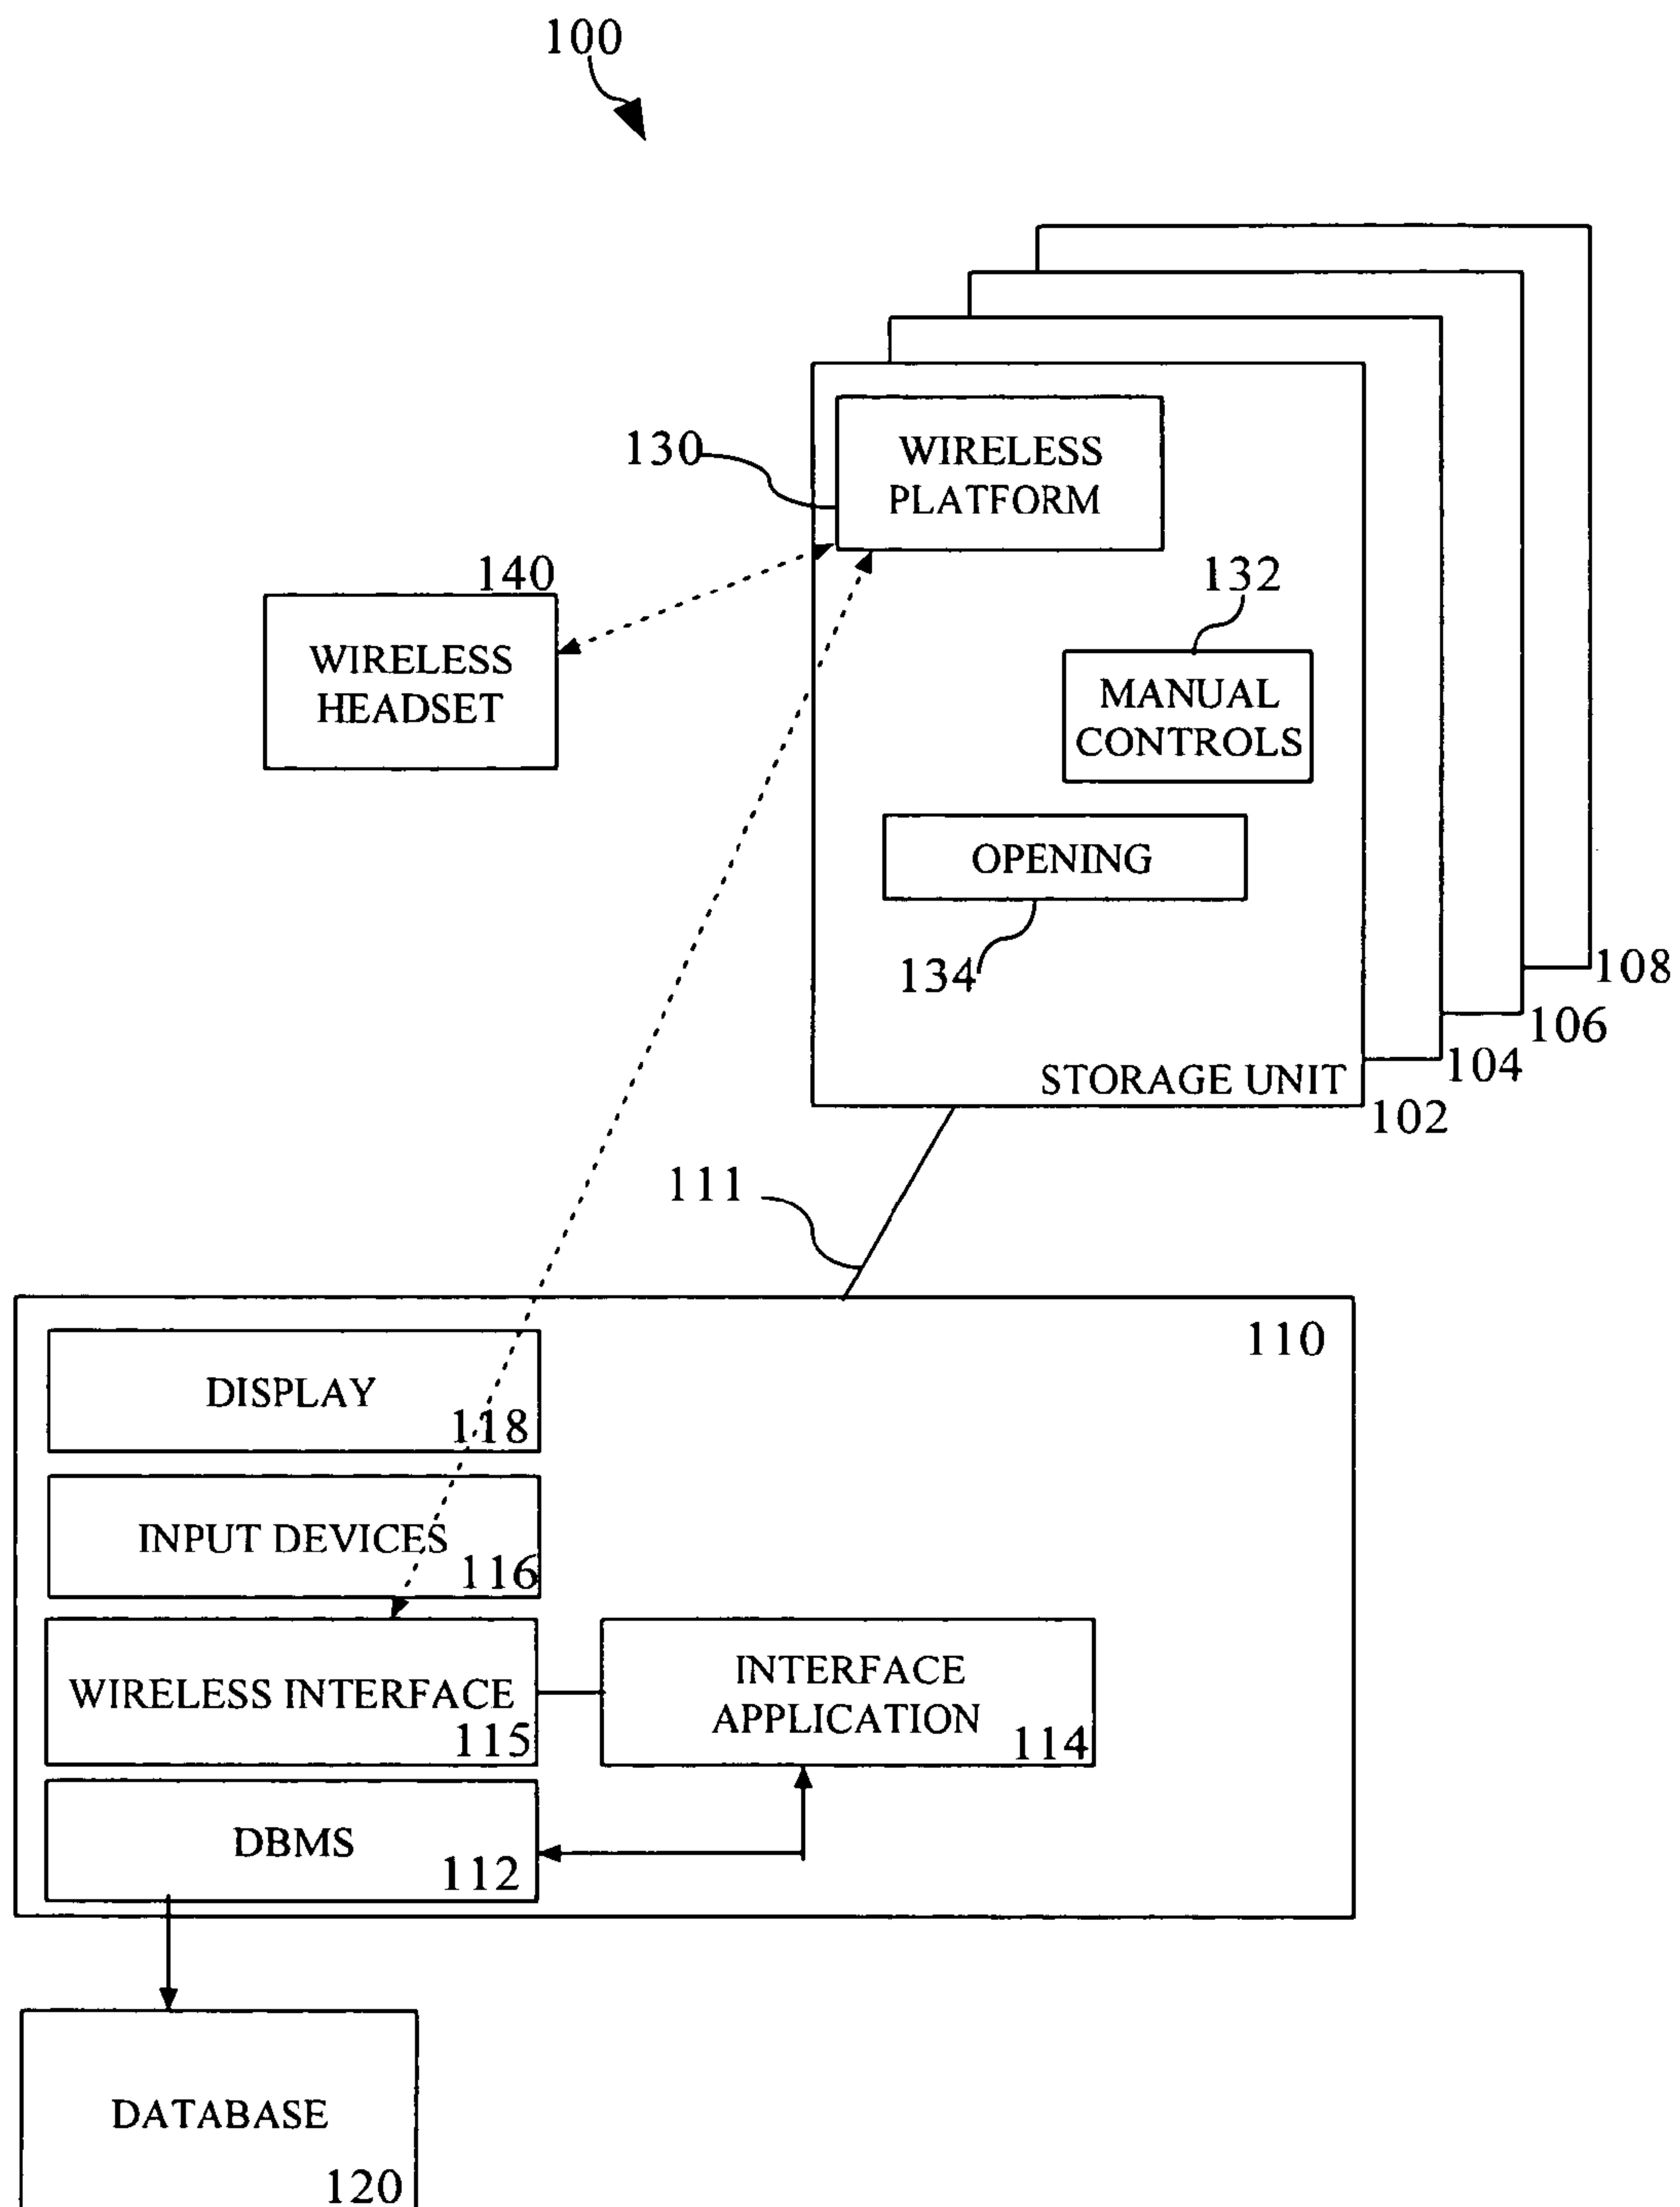 100
130
WIRELESS
PLATFORM
140
WIRELESS
HEADSET
132
MANUAL
CONTROLS
OPENING
134
108
106
104
STORAGE UNIT
102
111
110
DISPLAY
118
INPUT DEVICES
116
WIRELESS INTERFACE
115
INTERFACE
APPLICATION
114
DBMS
112
DATABASE
120